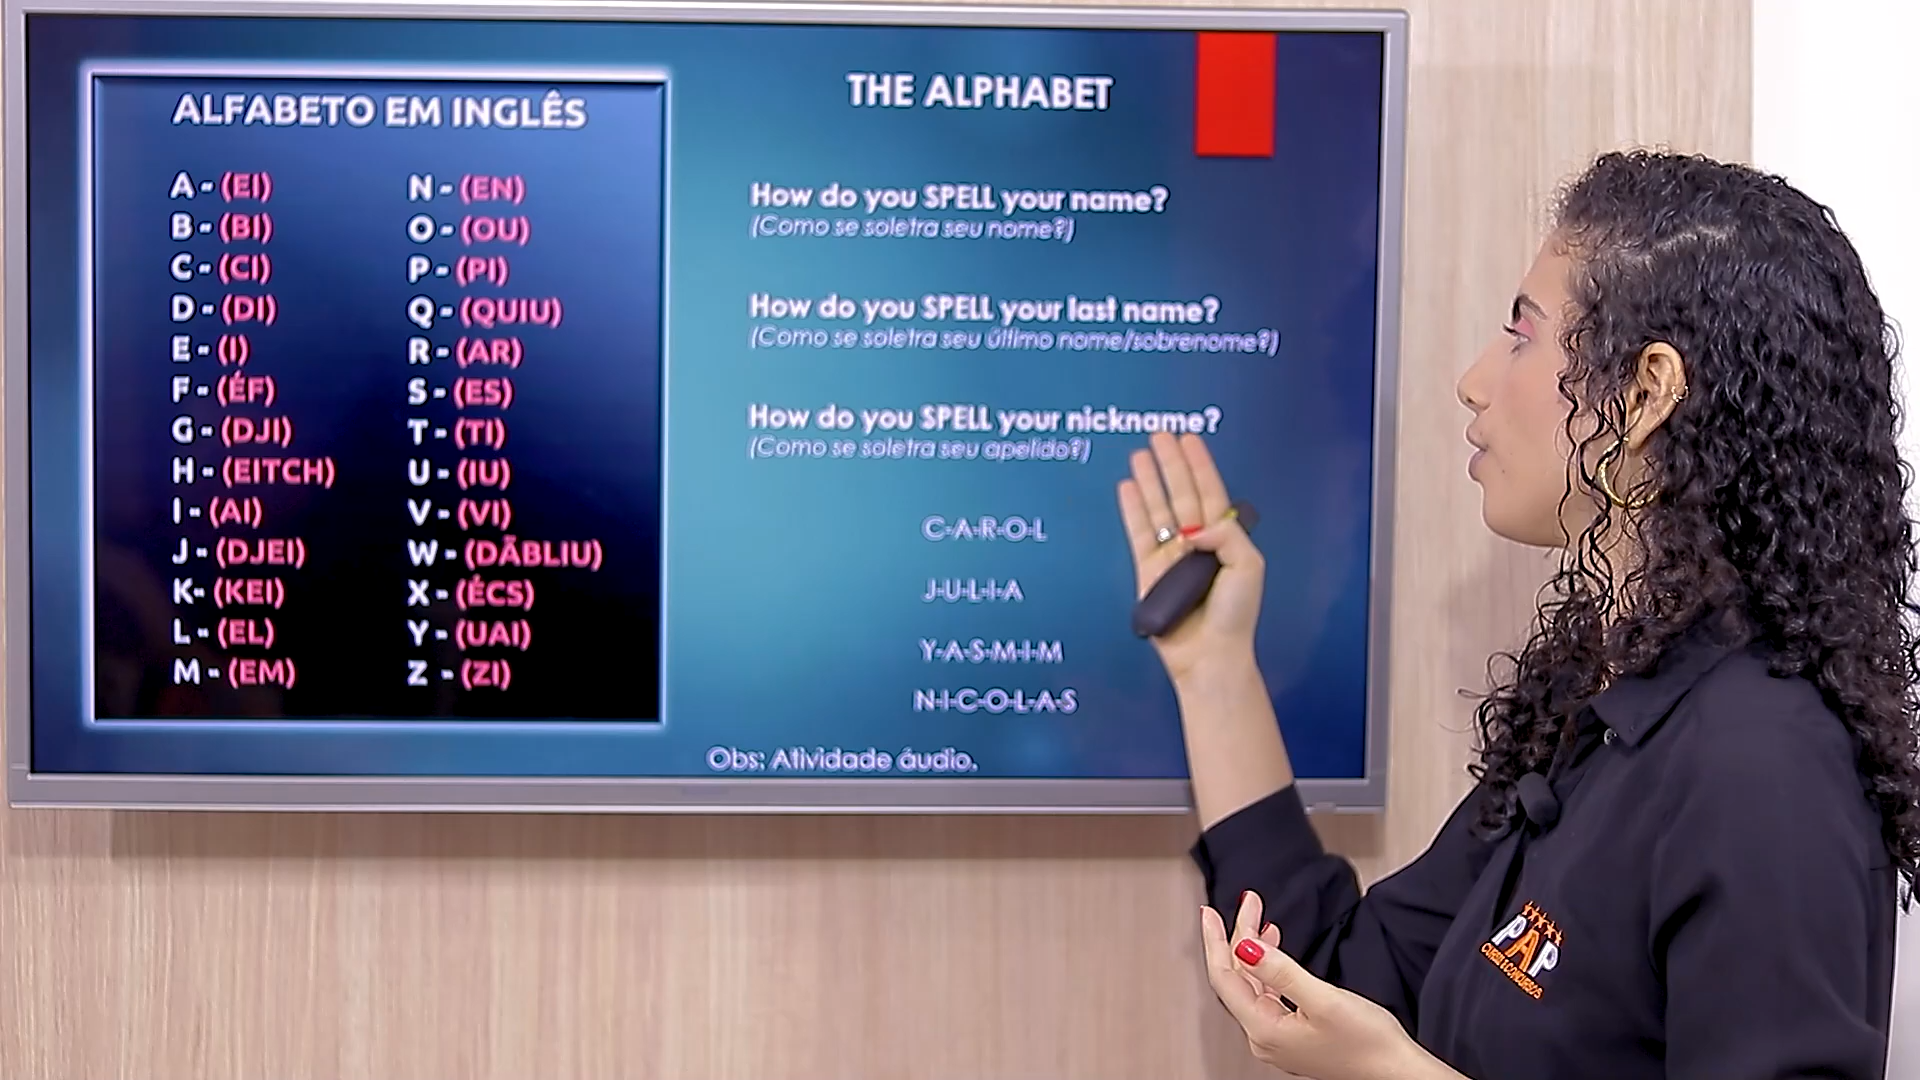 ALFABETO EM INGLÊS
A - (EI)
B - (BI)
C - (CI)
D - (DI)
E - (I)
F - (ÉF)
G - (DJI)
H - (EITCH)
I - (AI)
J - (DJEI)
K- (KEI)
L - (EL)
M - (EM)
N - (EN)
O - (OU)
P - (PI)
Q - (QUIU)
R - (AR)
S - (ES)
T - (TI)
U - (IU)
V - (VI)
W - (DÃBLIU)
X - (ÉCS)
Y - (UAI)
Z - (ZI)
THE ALPHABET
How do you SPELL your name?
(Como se soletra seu nome?)
How do you SPELL your last name?
(Como se soletra seu último nome/sobrenome?)
How do you SPELL your nickname?
(Como se soletra seu apelido?)
C-A-R-O-L
J-U-L-I-A
Y-A-S-M-I-M
N-I-C-O-L-A-S
Obs: Atividade áudio.
PAP
CURSO E CONCURSOS